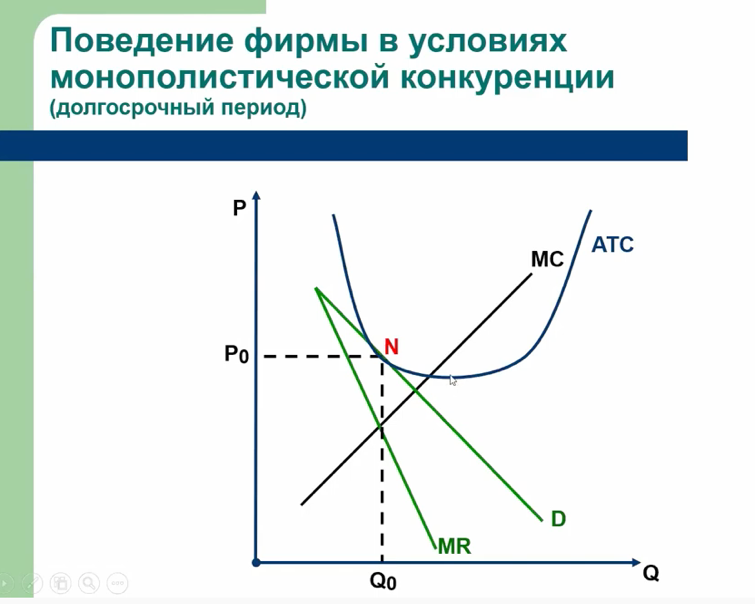 Поведение фирмы в условиях
монополистической конкуренции
(долгосрочный период)
P
ATC
MC
N
P₀
D
MR
Q
Q₀